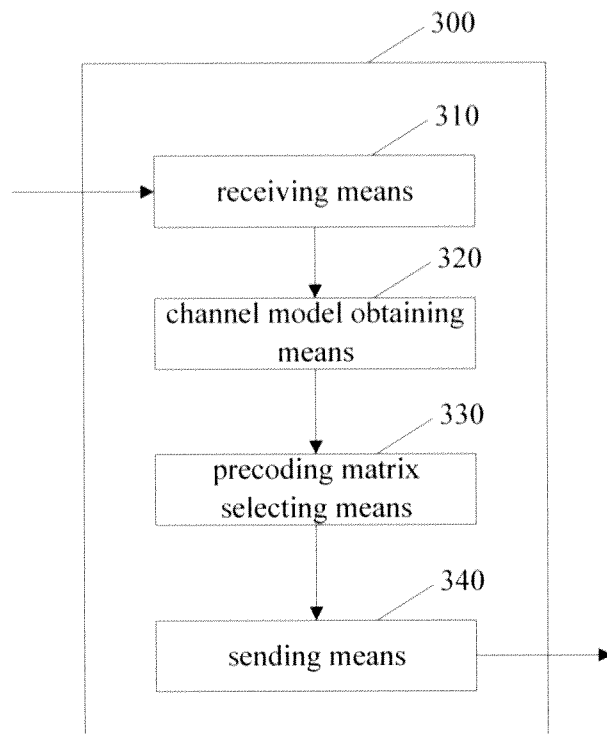 300
310
receiving means
320
channel model obtaining
means
330
precoding matrix
selecting means
340
sending means